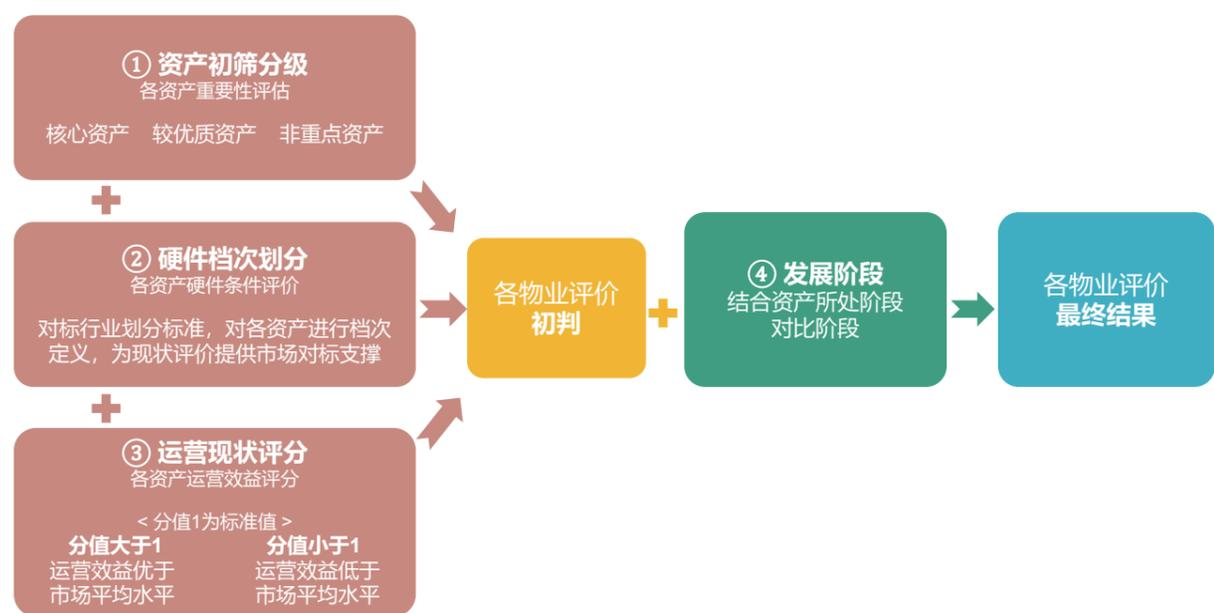 ① 资产初筛分级
各资产重要性评估
核心资产 较优质资产 非重点资产
② 硬件档次划分
各资产硬件条件评价
对标行业划分标准，对各资产进行档次
定义，为现状评价提供市场对标支撑
③ 运营现状评分
各资产运营效益评分
< 分值1为标准值 >
分值大于1 分值小于1
运营效益优于 运营效益低于
市场平均水平 市场平均水平
各物业评价
初判
④ 发展阶段
结合资产所处阶段
对比阶段
各物业评价
最终结果